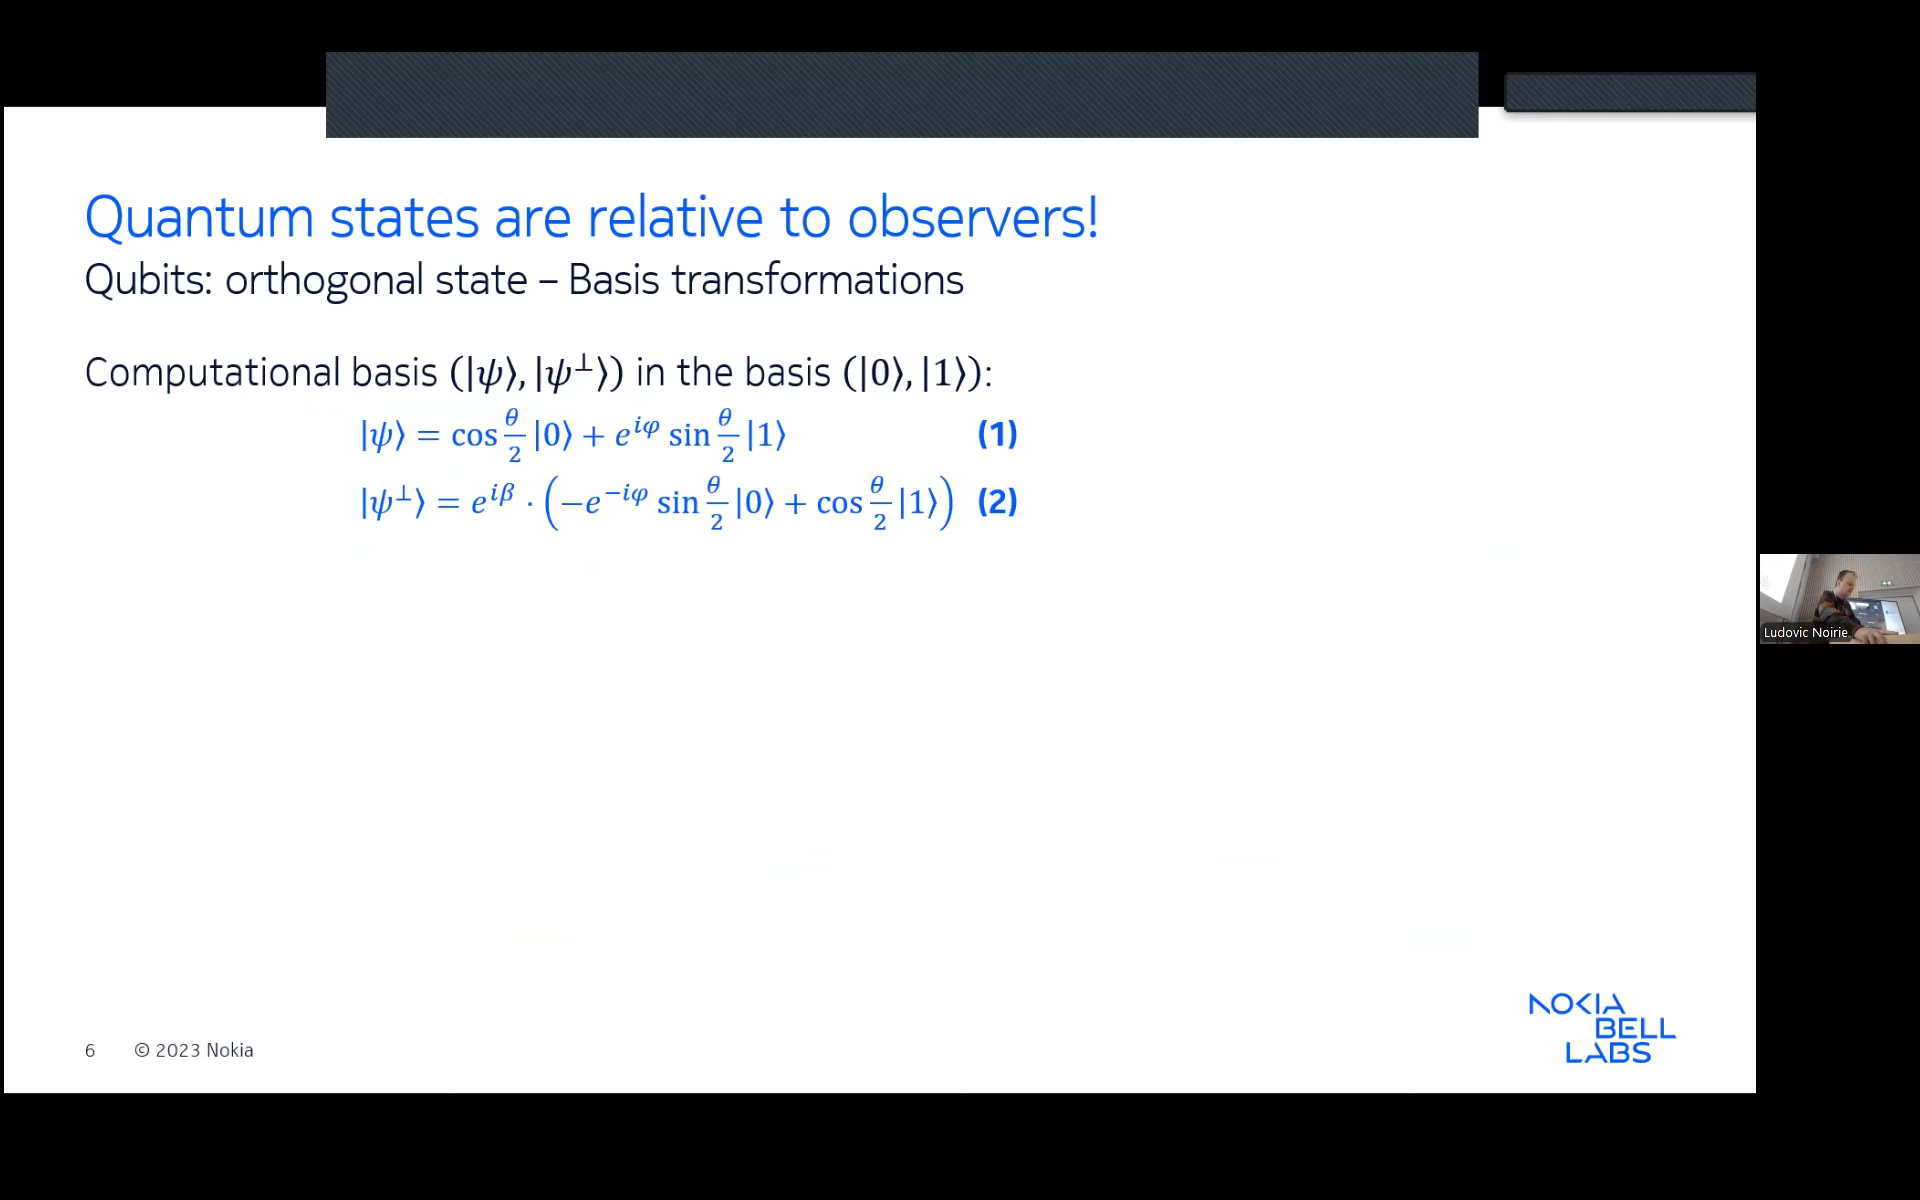 Quantum states are relative to observers!
Qubits: orthogonal state – Basis transformations
Computational basis (|ψ⟩, |ψ⊥⟩) in the basis (|0⟩, |1⟩):
|ψ⟩ = cos θ/2 |0⟩ + e^{iφ} sin θ/2 |1⟩ (1)
|ψ⊥⟩ = e^{iβ} · (−e^{−iφ} sin θ/2 |0⟩ + cos θ/2 |1⟩) (2)
Ludovic Noirie
NOKIA
BELL
LABS
6 © 2023 Nokia